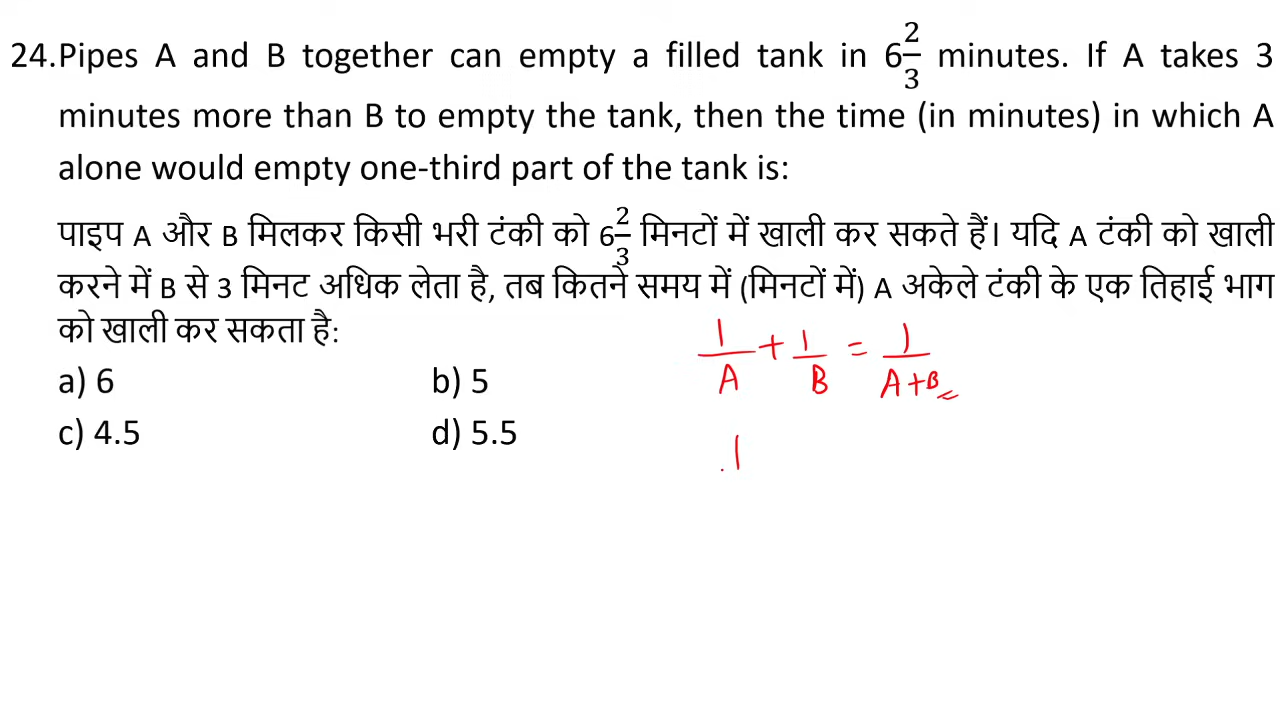 24.Pipes A and B together can empty a filled tank in 6 2/3 minutes. If A takes 3
minutes more than B to empty the tank, then the time (in minutes) in which A
alone would empty one-third part of the tank is:
पाइप A और B मिलकर किसी भरी टंकी को 6 2/3 मिनटों में खाली कर सकते हैं। यदि A टंकी को खाली
करने में B से 3 मिनट अधिक लेता है, तब कितने समय में (मिनटों में) A अकेले टंकी के एक तिहाई भाग
को खाली कर सकता है:
1/A + 1/B = 1/A+B
a) 6 b) 5
c) 4.5 d) 5.5
1